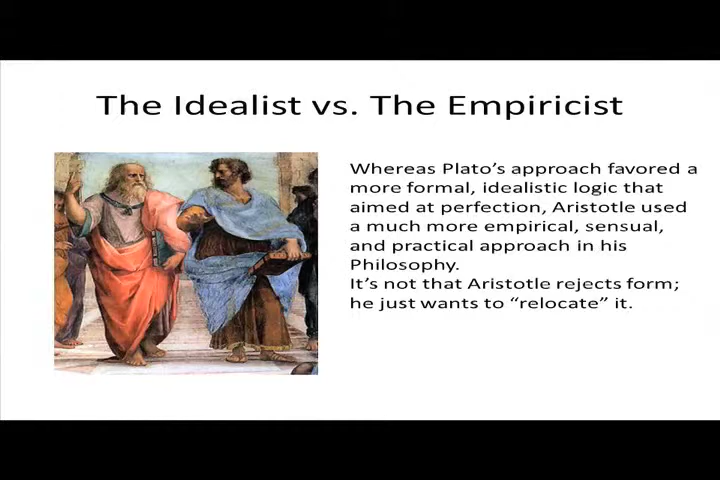 The Idealist vs. The Empiricist
Whereas Plato's approach favored a
more formal, idealistic logic that
aimed at perfection, Aristotle used
a much more empirical, sensual,
and practical approach in his
Philosophy.
It's not that Aristotle rejects form;
he just wants to “relocate” it.